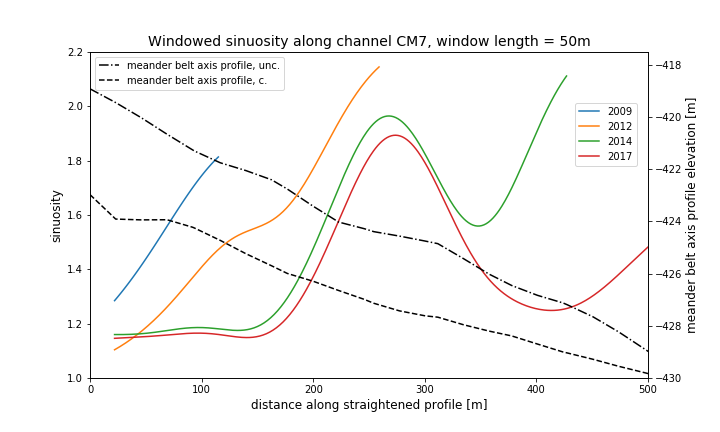 Windowed sinuosity along channel CM7, window length = 50m
meander belt axis profile, unc.
meander belt axis profile, c.
2009
2012
2014
2017
2.2
2.0
1.8
1.6
1.4
1.2
1.0
sinuosity
−418
−420
−422
−424
−426
−428
−430
meander belt axis profile elevation [m]
0 100 200 300 400 500
distance along straightened profile [m]